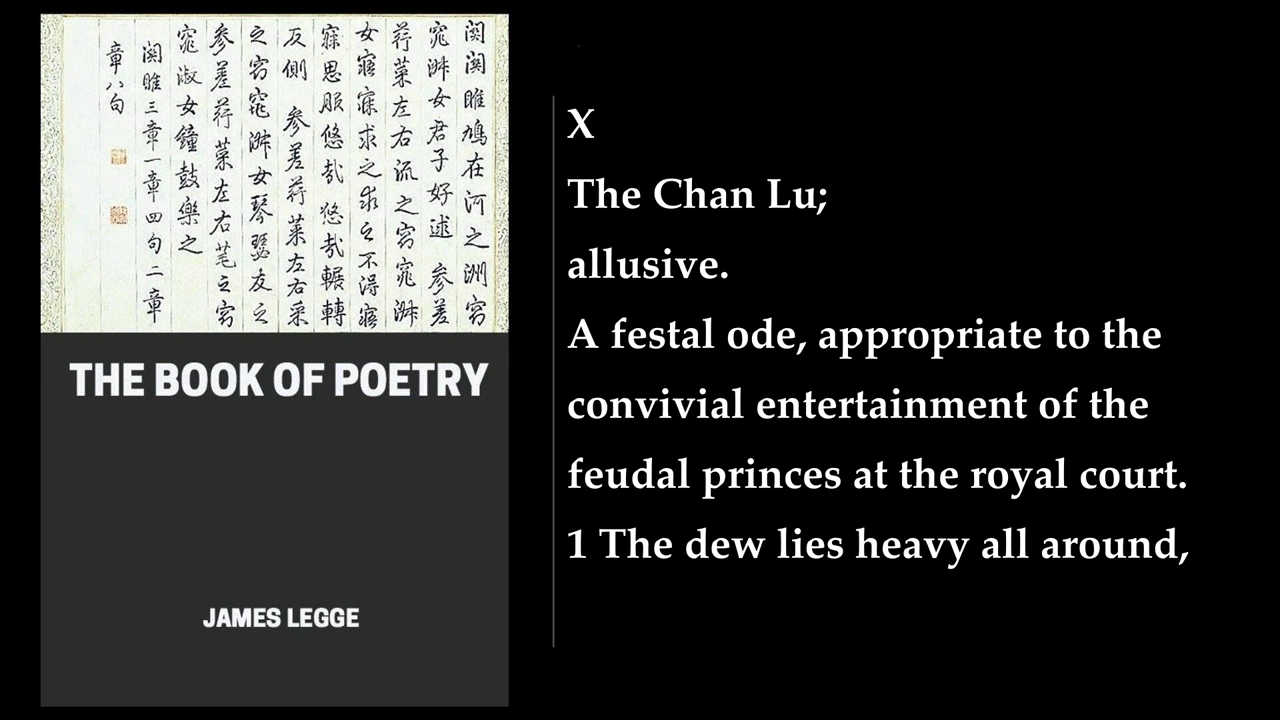 関関雎鳩在河之洲窈
窕淑女君子好逑 参差
荇菜左右流之窈窕淑
女寤寐求之求之不得寤
寐思服悠哉悠哉輾轉
反側 参差荇菜左右采
之窈窕淑女琴瑟友之
参差荇菜左右芼之窈
窕淑女鐘鼓樂之
関雎三章一章四句二章
章八句
THE BOOK OF POETRY
JAMES LEGGE
X
The Chan Lu;
allusive.
A festal ode, appropriate to the
convivial entertainment of the
feudal princes at the royal court.
1 The dew lies heavy all around,